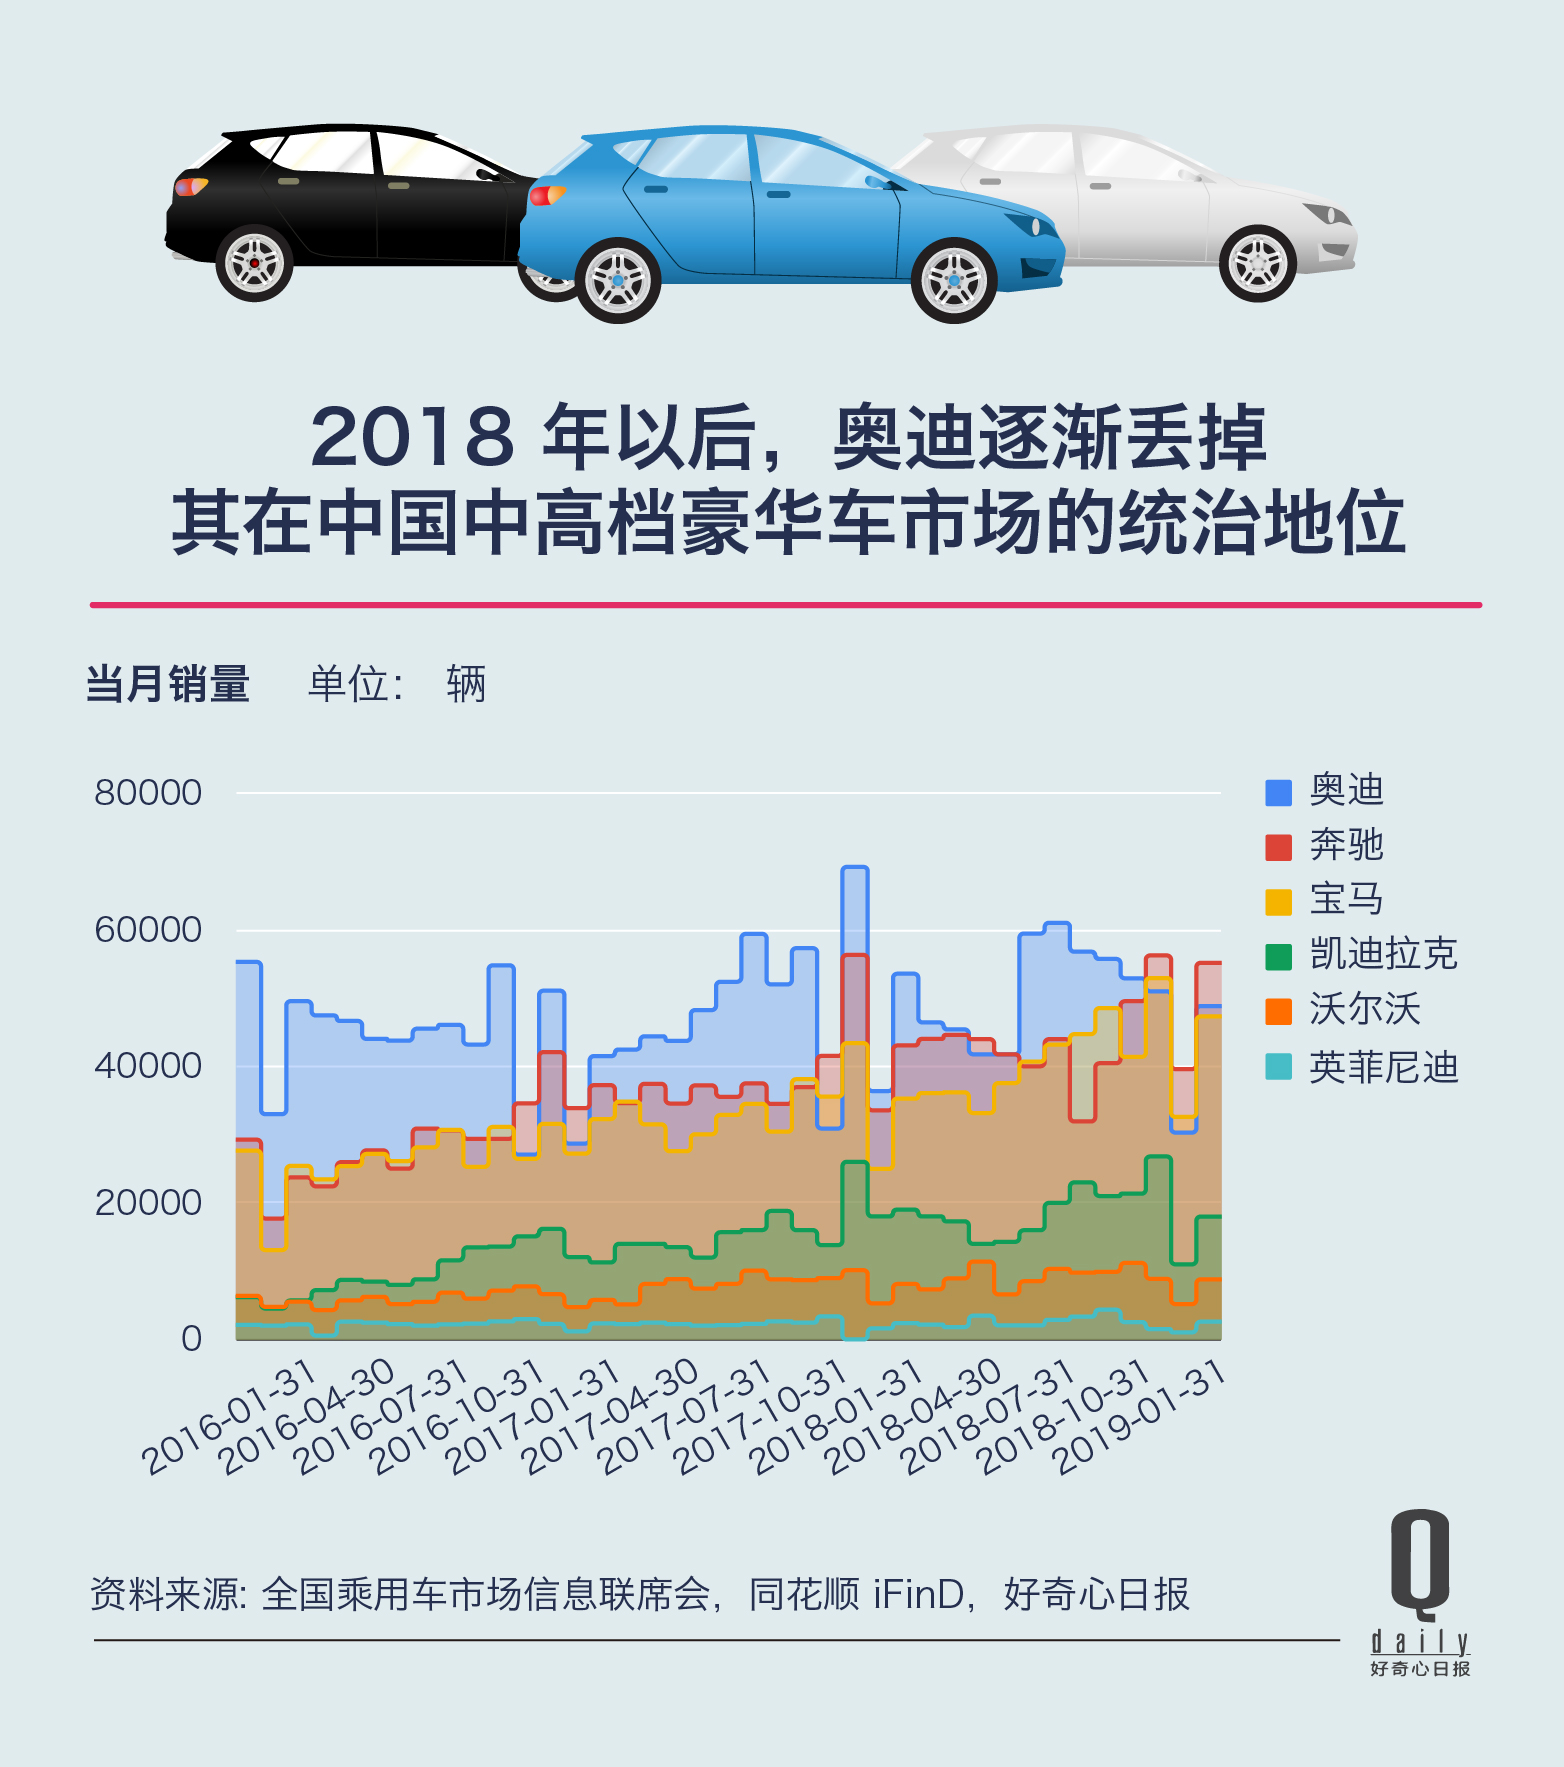 2018 年以后，奥迪逐渐丢掉
其在中国中高档豪华车市场的统治地位
当月销量 单位： 辆
80000
60000
40000
20000
0
奥迪
奔驰
宝马
凯迪拉克
沃尔沃
英菲尼迪
2016-01-31
2016-04-30
2016-07-31
2016-10-31
2017-01-31
2017-04-30
2017-07-31
2017-10-31
2018-01-31
2018-04-30
2018-07-31
2018-10-31
2019-01-31
资料来源: 全国乘用车市场信息联席会，同花顺 iFinD，好奇心日报
Q
daily
好奇心日报